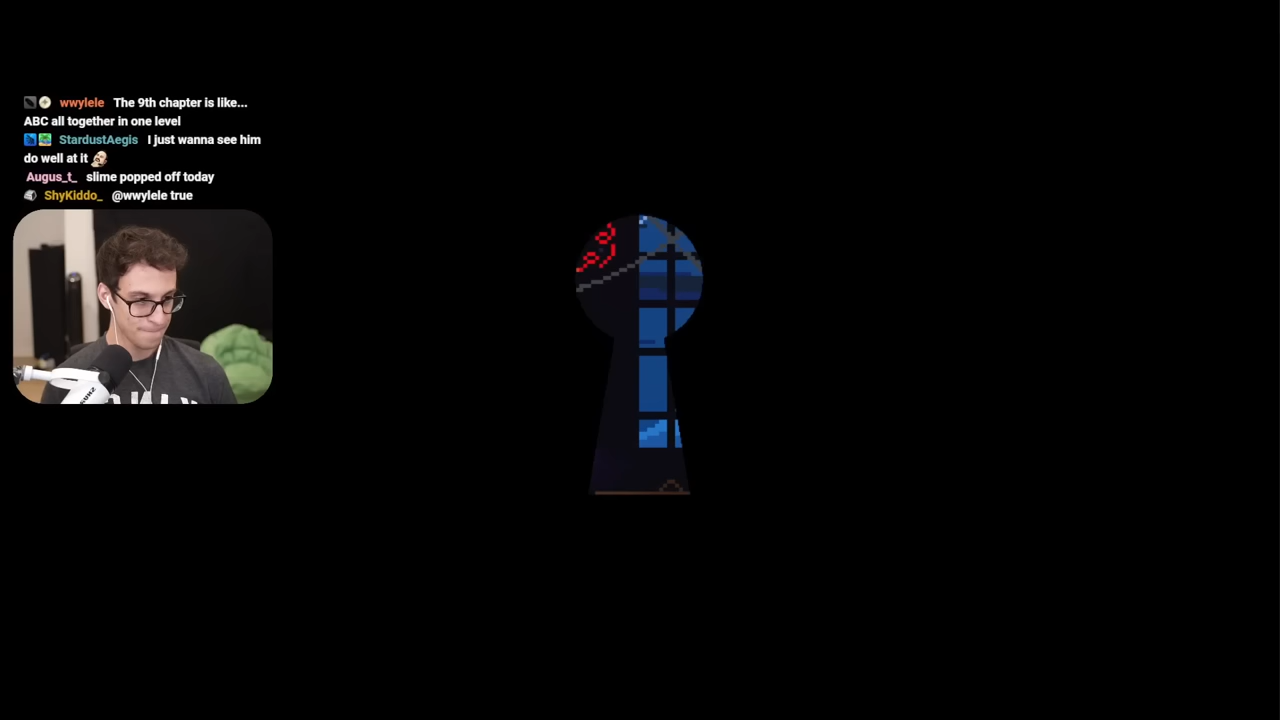 wwylele The 9th chapter is like...
ABC all together in one level
StardustAegis I just wanna see him
do well at it
Augus_t_ slime popped off today
ShyKiddo_ @wwylele true